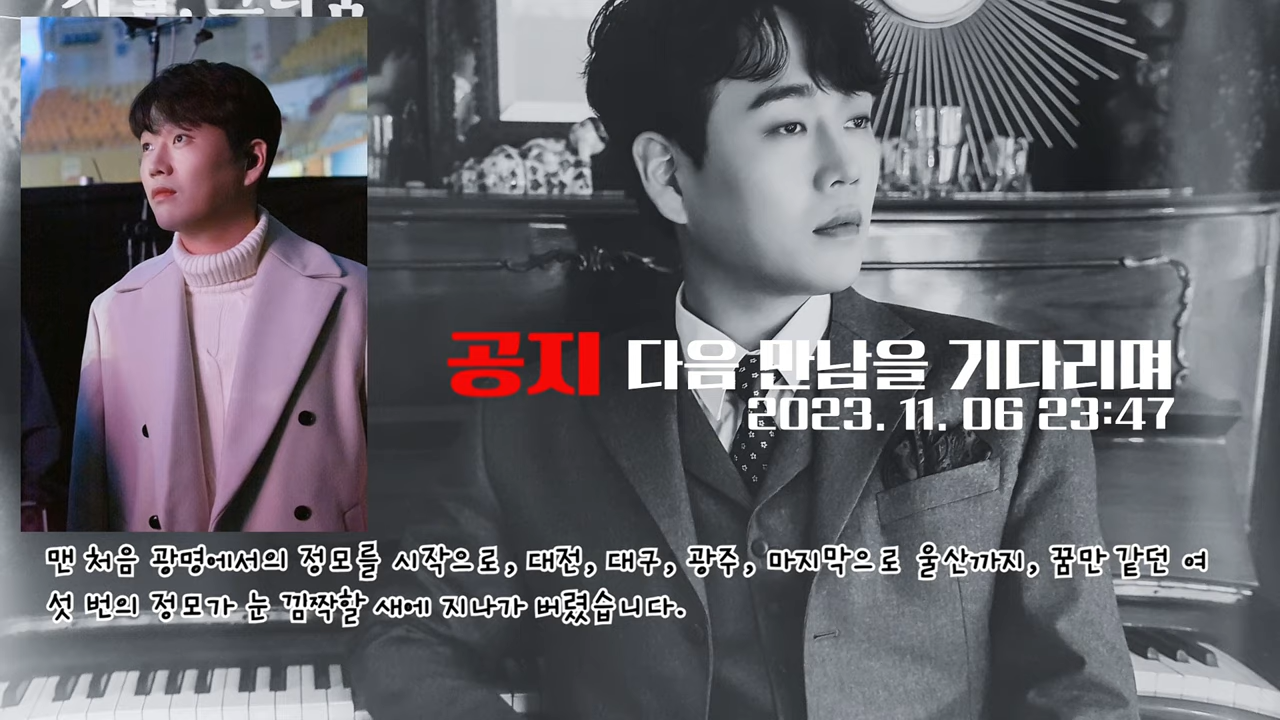 공지 다음 만남을 기다리며
2023. 11. 06 23:47
맨 처음 광명에서의 정모를 시작으로, 대전, 대구, 광주, 마지막으로 울산까지, 꿈만 같던 여
섯 번의 정모가 눈 낌짝할 새에 지나가 버렸습니다.